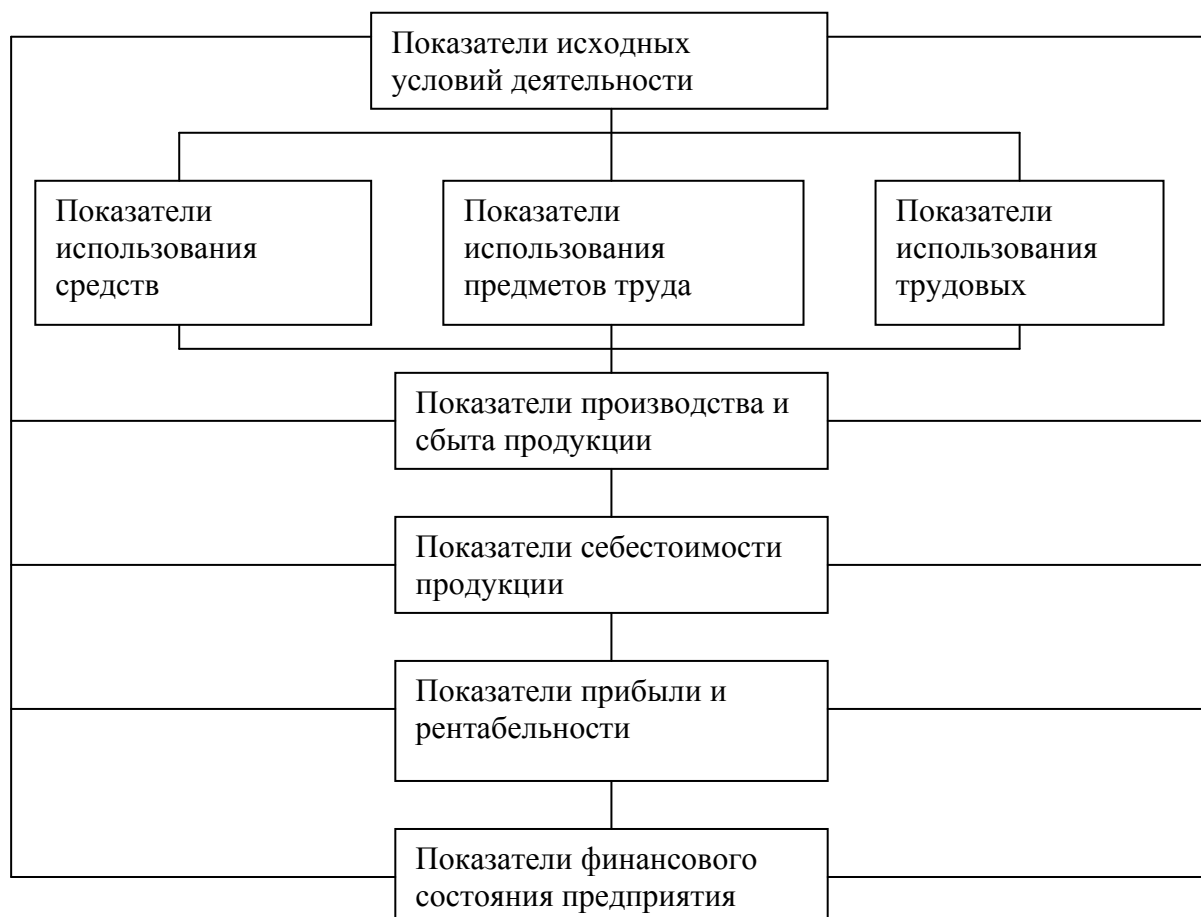 Показатели исходных
условий деятельности
Показатели
использования
средств
Показатели
использования
предметов труда
Показатели
использования
трудовых
Показатели производства и
сбыта продукции
Показатели себестоимости
продукции
Показатели прибыли и
рентабельности
Показатели финансового
состояния предприятия